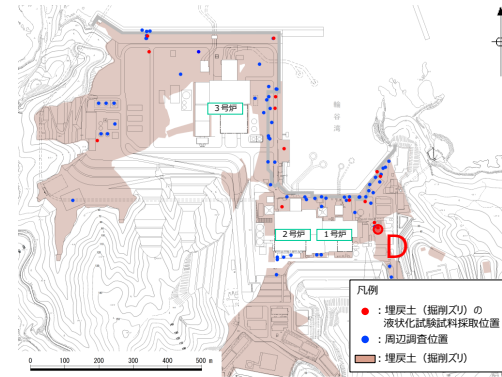 3号炉
輪谷湾
2号炉
1号炉
D
凡例
：埋戻土（掘削ズリ）の
液状化試験試料採取位置
：周辺調査位置
：埋戻土（掘削ズリ）
0 100 200 300 400 500 m